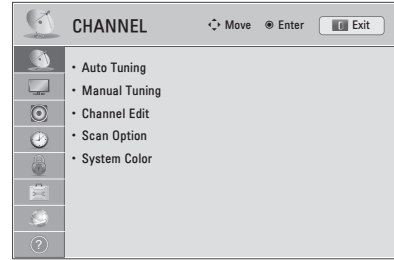 CHANNEL Move Enter Exit
• Auto Tuning
• Manual Tuning
• Channel Edit
• Scan Option
• System Color
?